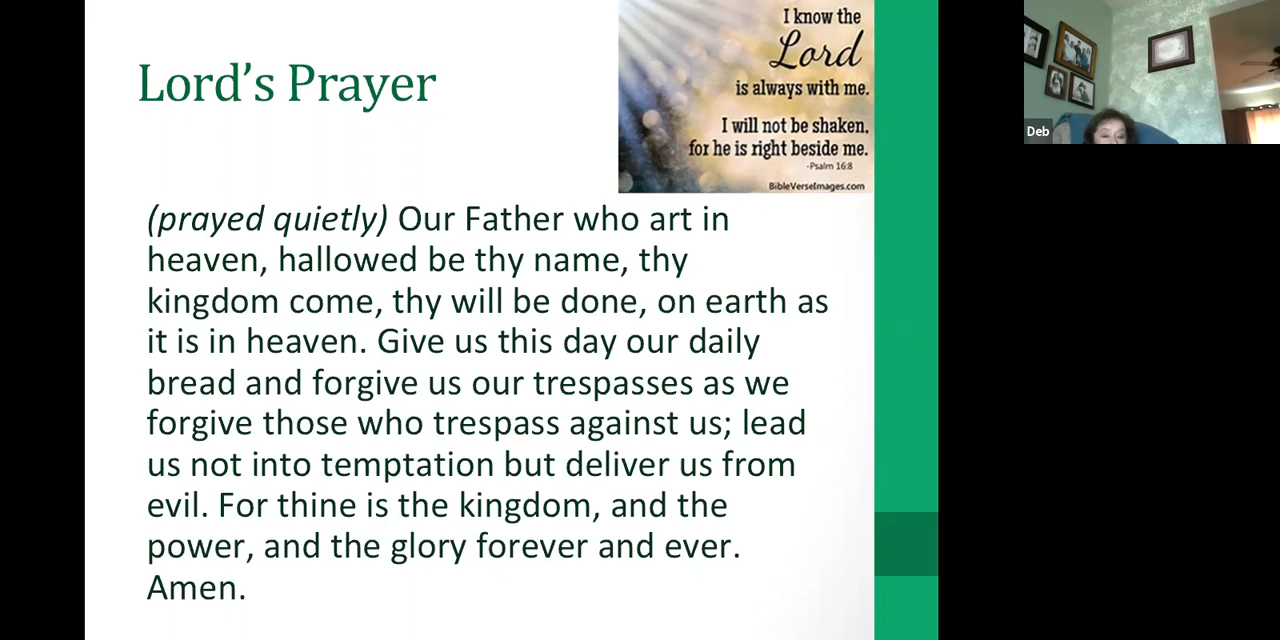 Lord's Prayer
I know the
Lord
is always with me.
I will not be shaken,
for he is right beside me.
-Psalm 16:8
BibleVerseImages.com
Deb
(prayed quietly) Our Father who art in
heaven, hallowed be thy name, thy
kingdom come, thy will be done, on earth as
it is in heaven. Give us this day our daily
bread and forgive us our trespasses as we
forgive those who trespass against us; lead
us not into temptation but deliver us from
evil. For thine is the kingdom, and the
power, and the glory forever and ever.
Amen.